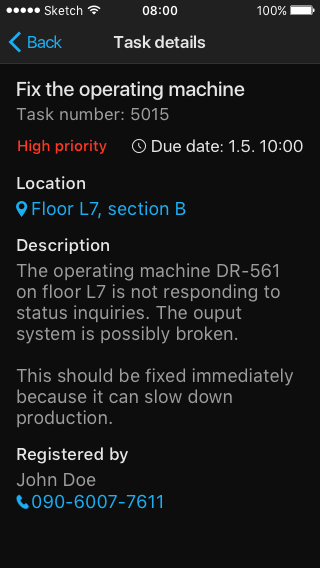 Sketch 08:00 100%
Back Task details
Fix the operating machine
Task number: 5015
High priority Due date: 1.5. 10:00
Location
Floor L7, section B
Description
The operating machine DR-561
on floor L7 is not responding to
status inquiries. The ouput
system is possibly broken.
This should be fixed immediately
because it can slow down
production.
Registered by
John Doe
090-6007-7611